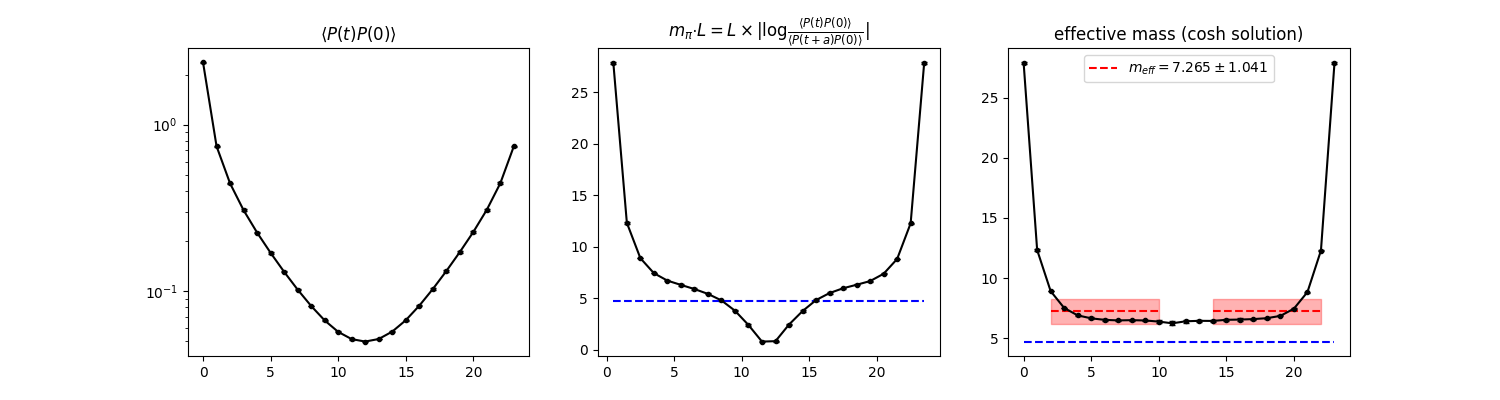 ⟨P(t)P(0)⟩
10⁰
10⁻¹
0 5 10 15 20
mπ·L = L × |log ⟨P(t)P(0)⟩/⟨P(t+a)P(0)⟩|
25
20
15
10
5
0
0 5 10 15 20
effective mass (cosh solution)
m_eff = 7.265 ± 1.041
25
20
15
10
5
0 5 10 15 20